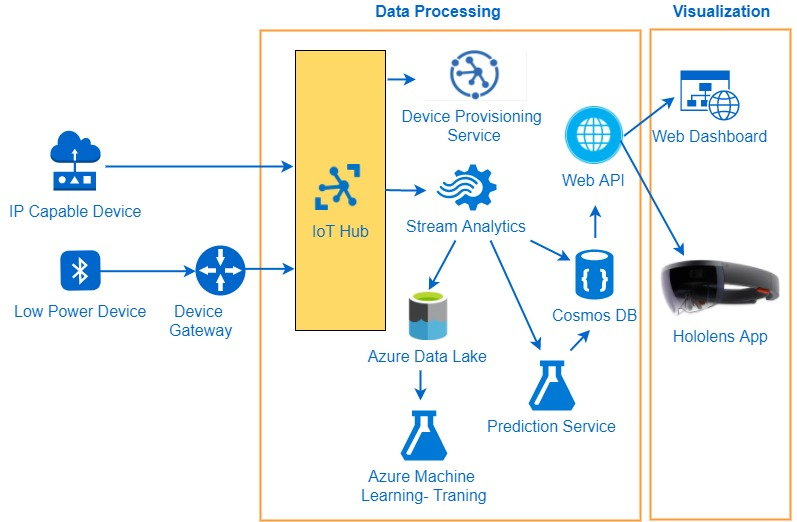 Data Processing
Visualization
Device Provisioning
Service
Web Dashboard
Web API
IP Capable Device
IoT Hub
Stream Analytics
Low Power Device
Device
Gateway
Cosmos DB
Hololens App
Azure Data Lake
Prediction Service
Azure Machine
Learning- Traning